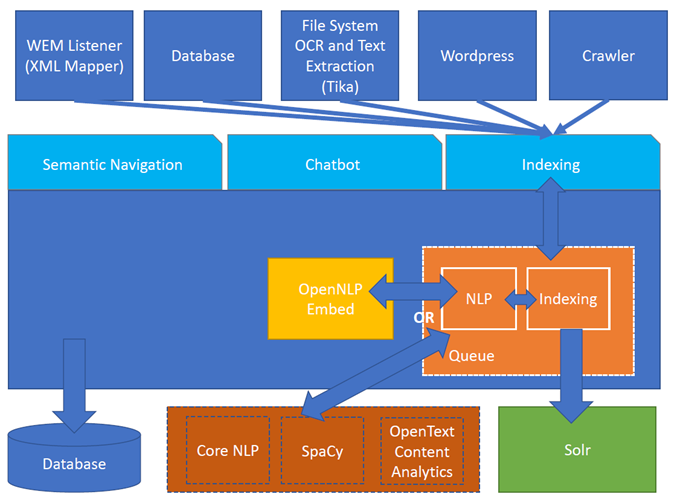 WEM Listener
(XML Mapper)
Database
File System
OCR and Text
Extraction
(Tika)
Wordpress
Crawler
Semantic Navigation
Chatbot
Indexing
OpenNLP
Embed
NLP
Indexing
OR
Queue
Database
Core NLP
SpaCy
OpenText
Content
Analytics
Solr